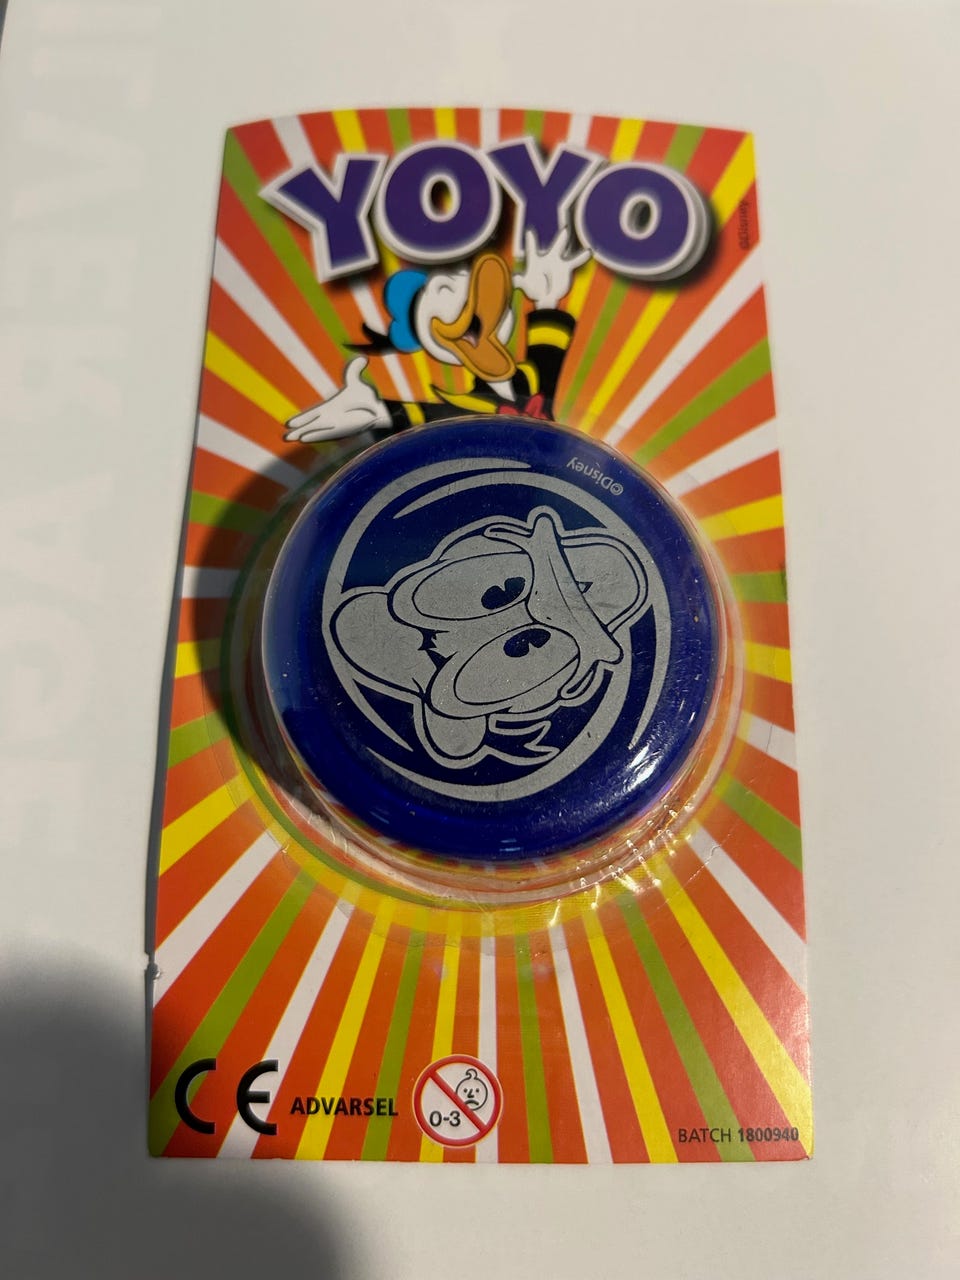 YOYO
©Disney
©Disney
CE ADVARSEL
0-3
BATCH 1800940